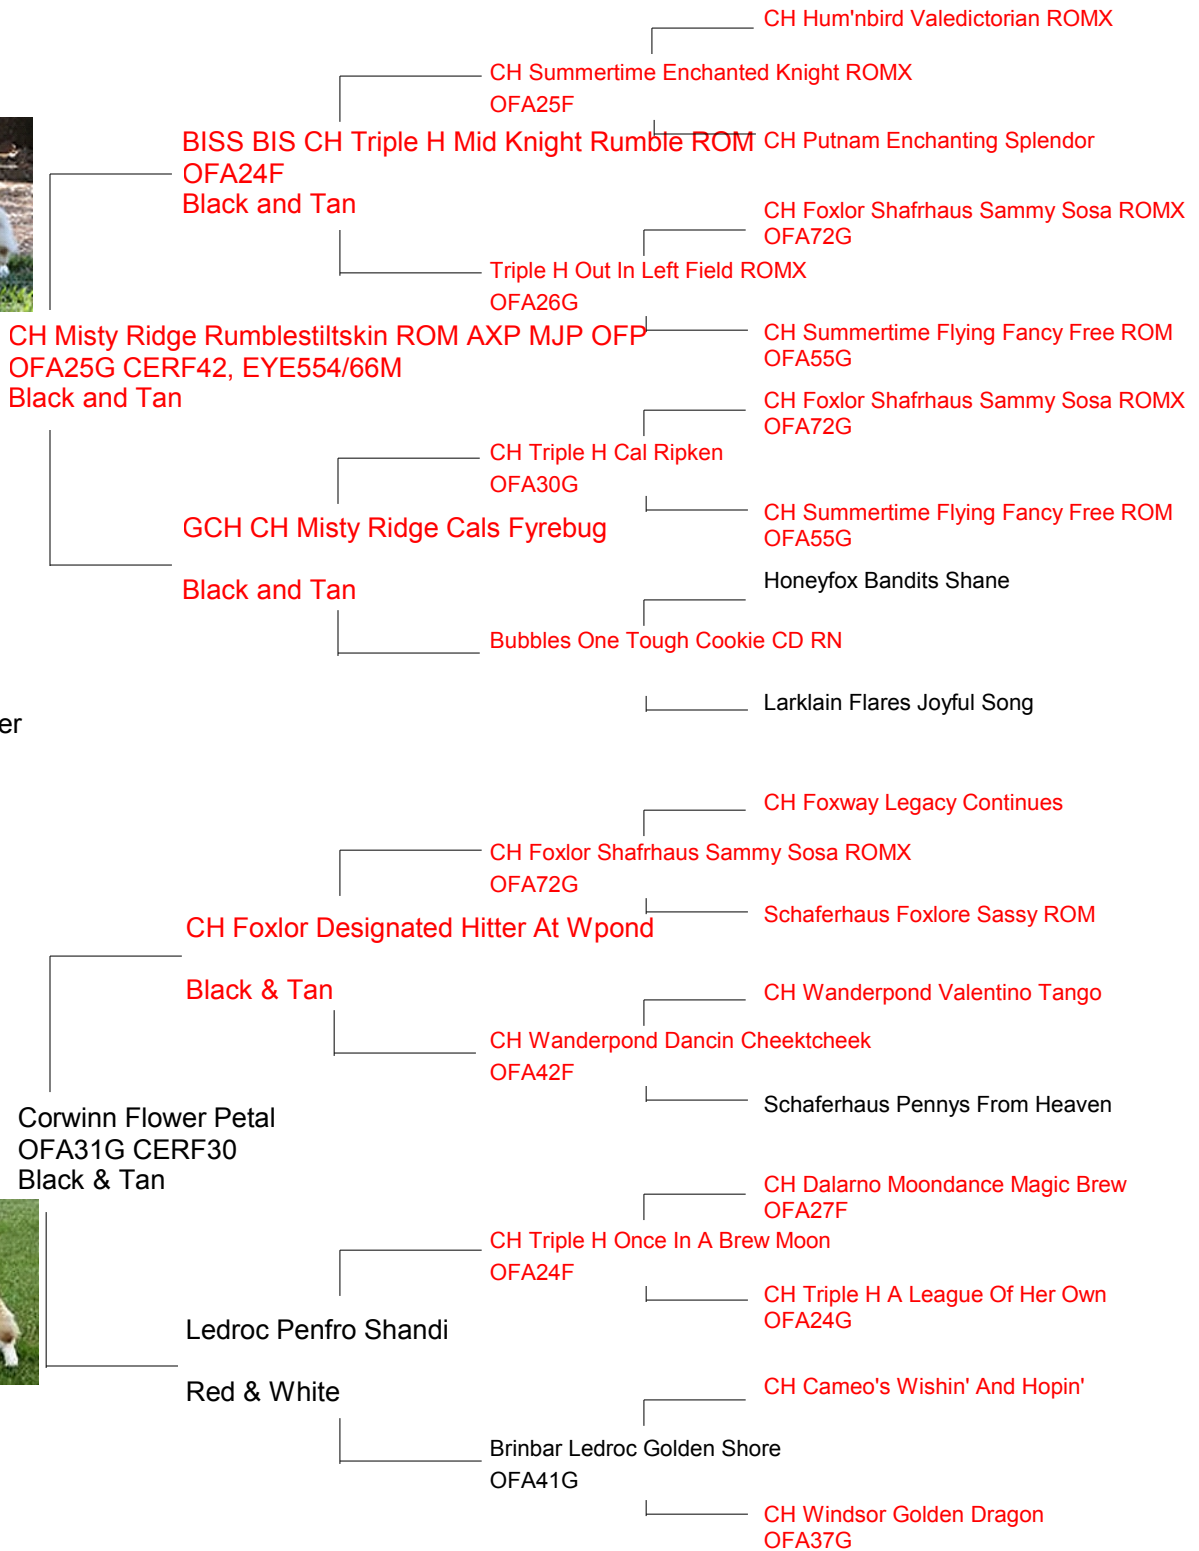 CH Hum'nbird Valedictorian ROMX
CH Summertime Enchanted Knight ROMX
OFA25F
BISS BIS CH Triple H Mid Knight Rumble ROM
CH Putnam Enchanting Splendor
OFA24F
Black and Tan
CH Foxlor Shafrhaus Sammy Sosa ROMX
OFA72G
Triple H Out In Left Field ROMX
OFA26G
CH Misty Ridge Rumblestiltskin ROM AXP MJP OFP
CH Summertime Flying Fancy Free ROM
OFA55G
OFA25G CERF42, EYE554/66M
Black and Tan
CH Foxlor Shafrhaus Sammy Sosa ROMX
OFA72G
CH Triple H Cal Ripken
OFA30G
GCH CH Misty Ridge Cals Fyrebug
CH Summertime Flying Fancy Free ROM
OFA55G
Black and Tan
Honeyfox Bandits Shane
Bubbles One Tough Cookie CD RN
Larklain Flares Joyful Song
er
CH Foxway Legacy Continues
CH Foxlor Shafrhaus Sammy Sosa ROMX
OFA72G
CH Foxlor Designated Hitter At Wpond
Schaferhaus Foxlore Sassy ROM
Black & Tan
CH Wanderpond Valentino Tango
CH Wanderpond Dancin Cheektcheek
OFA42F
Schaferhaus Pennys From Heaven
Corwinn Flower Petal
OFA31G CERF30
Black & Tan
CH Dalarno Moondance Magic Brew
OFA27F
CH Triple H Once In A Brew Moon
OFA24F
CH Triple H A League Of Her Own
OFA24G
Ledroc Penfro Shandi
Red & White
CH Cameo's Wishin' And Hopin'
Brinbar Ledroc Golden Shore
OFA41G
CH Windsor Golden Dragon
OFA37G